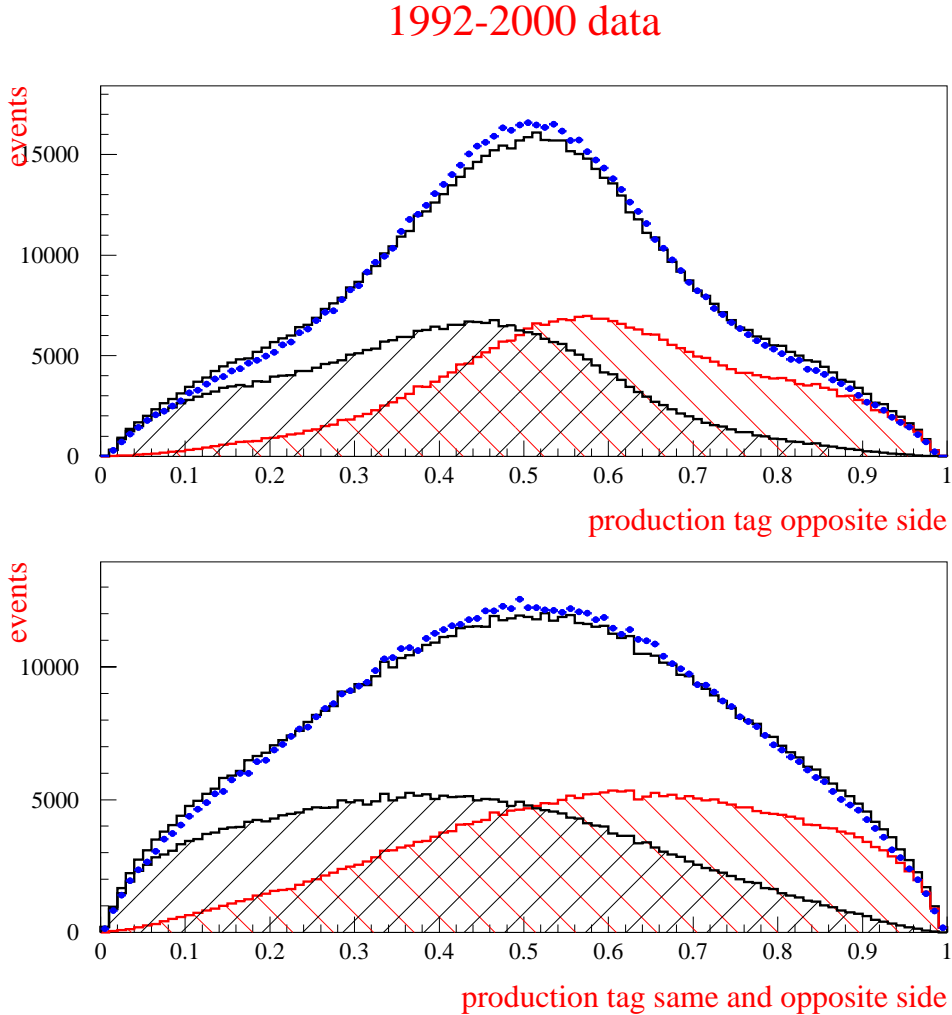 1992-2000 data
events
15000
10000
5000
0
0 0.1 0.2 0.3 0.4 0.5 0.6 0.7 0.8 0.9 1
production tag opposite side
events
10000
5000
0
0 0.1 0.2 0.3 0.4 0.5 0.6 0.7 0.8 0.9 1
production tag same and opposite side